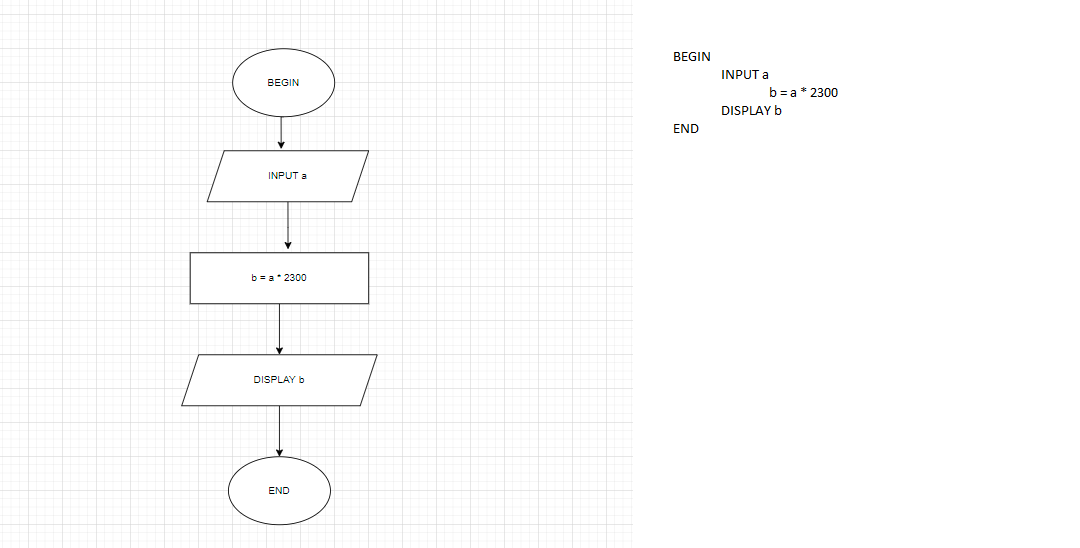 BEGIN
INPUT a
b = a * 2300
DISPLAY b
END
BEGIN
INPUT a
b = a * 2300
DISPLAY b
END